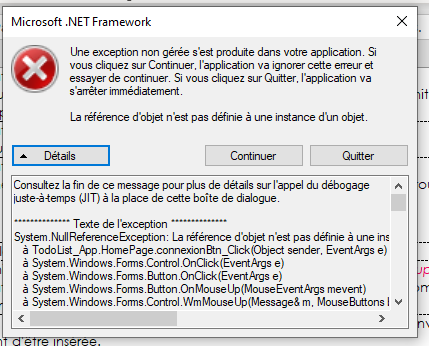 Microsoft .NET Framework
Une exception non gérée s'est produite dans votre application. Si
vous cliquez sur Continuer, l'application va ignorer cette erreur et
essayer de continuer. Si vous cliquez sur Quitter, l'application va
s'arrêter immédiatement.
La référence d'objet n'est pas définie à une instance d'un objet.
Détails
Continuer
Quitter
Consultez la fin de ce message pour plus de détails sur l'appel du débogage
juste-à-temps (JIT) à la place de cette boîte de dialogue.
************** Texte de l'exception **************
System.NullReferenceException: La référence d'objet n'est pas définie à une ins
à TodoList_App.HomePage.connexionBtn_Click(Object sender, EventArgs e)
à System.Windows.Forms.Control.OnClick(EventArgs e)
à System.Windows.Forms.Button.OnClick(EventArgs e)
à System.Windows.Forms.Button.OnMouseUp(MouseEventArgs mevent)
à System.Windows.Forms.Control.WmMouseUp(Message& m, MouseButtons b
t d'être insérée.